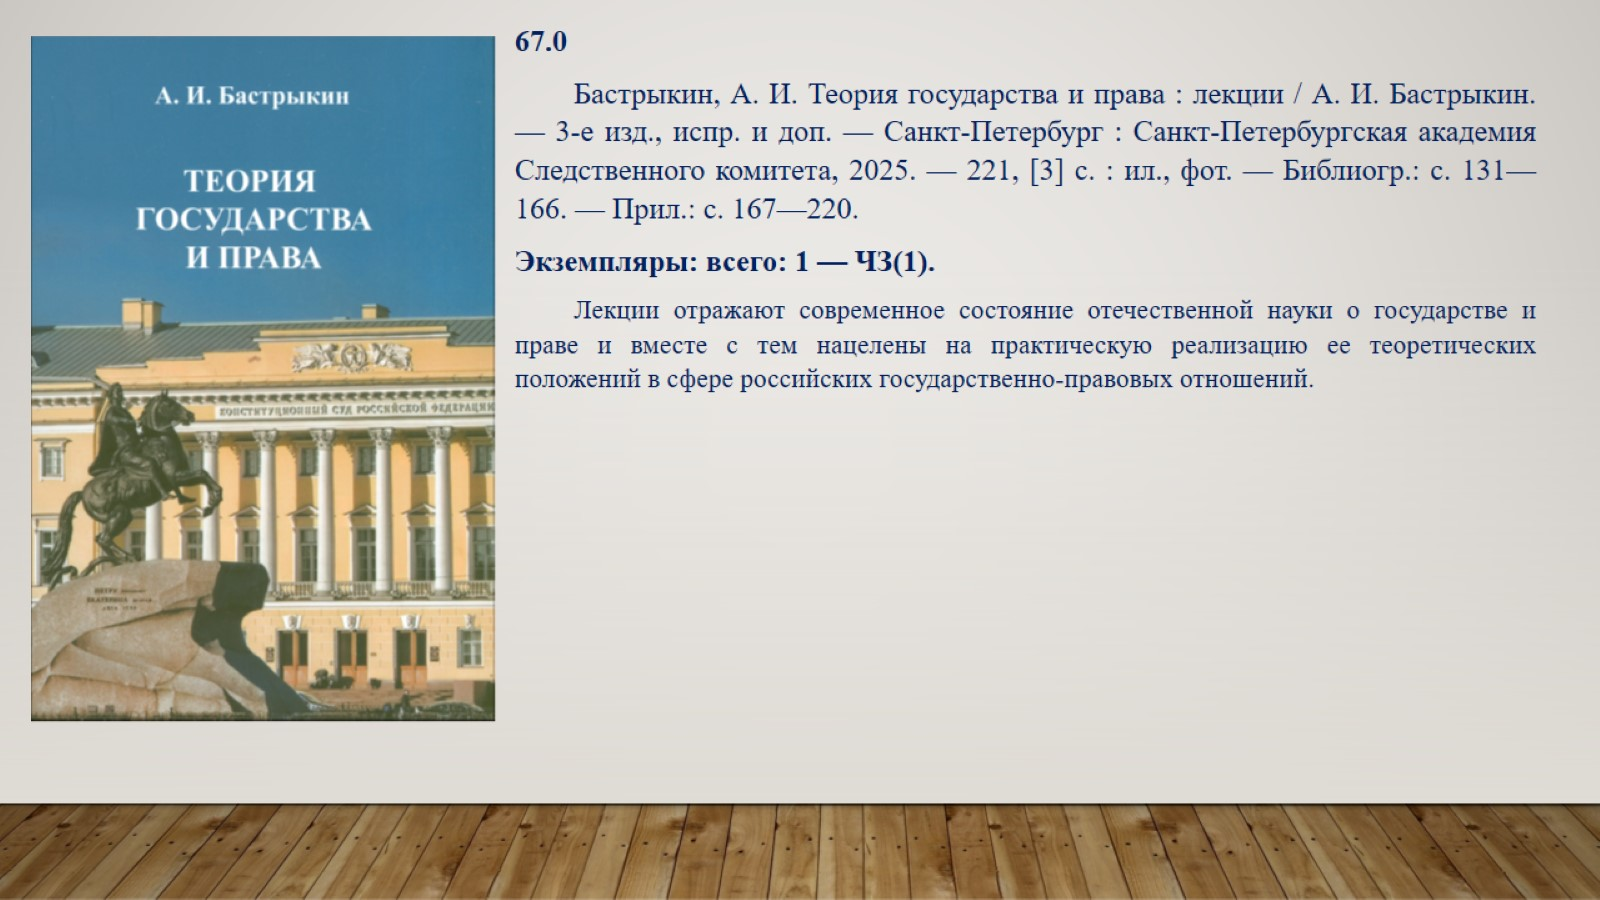 А. И. Бастрыкин
ТЕОРИЯ
ГОСУДАРСТВА
И ПРАВА
КОНСТИТУЦИОННЫЙ СУД РОССИЙСКОЙ ФЕДЕРАЦИИ
67.0
Бастрыкин, А. И. Теория государства и права : лекции / А. И. Бастрыкин.
— 3-е изд., испр. и доп. — Санкт-Петербург : Санкт-Петербургская академия
Следственного комитета, 2025. — 221, [3] с. : ил., фот. — Библиогр.: с. 131—
166. — Прил.: с. 167—220.
Экземпляры: всего: 1 — ЧЗ(1).
Лекции отражают современное состояние отечественной науки о государстве и
праве и вместе с тем нацелены на практическую реализацию ее теоретических
положений в сфере российских государственно-правовых отношений.